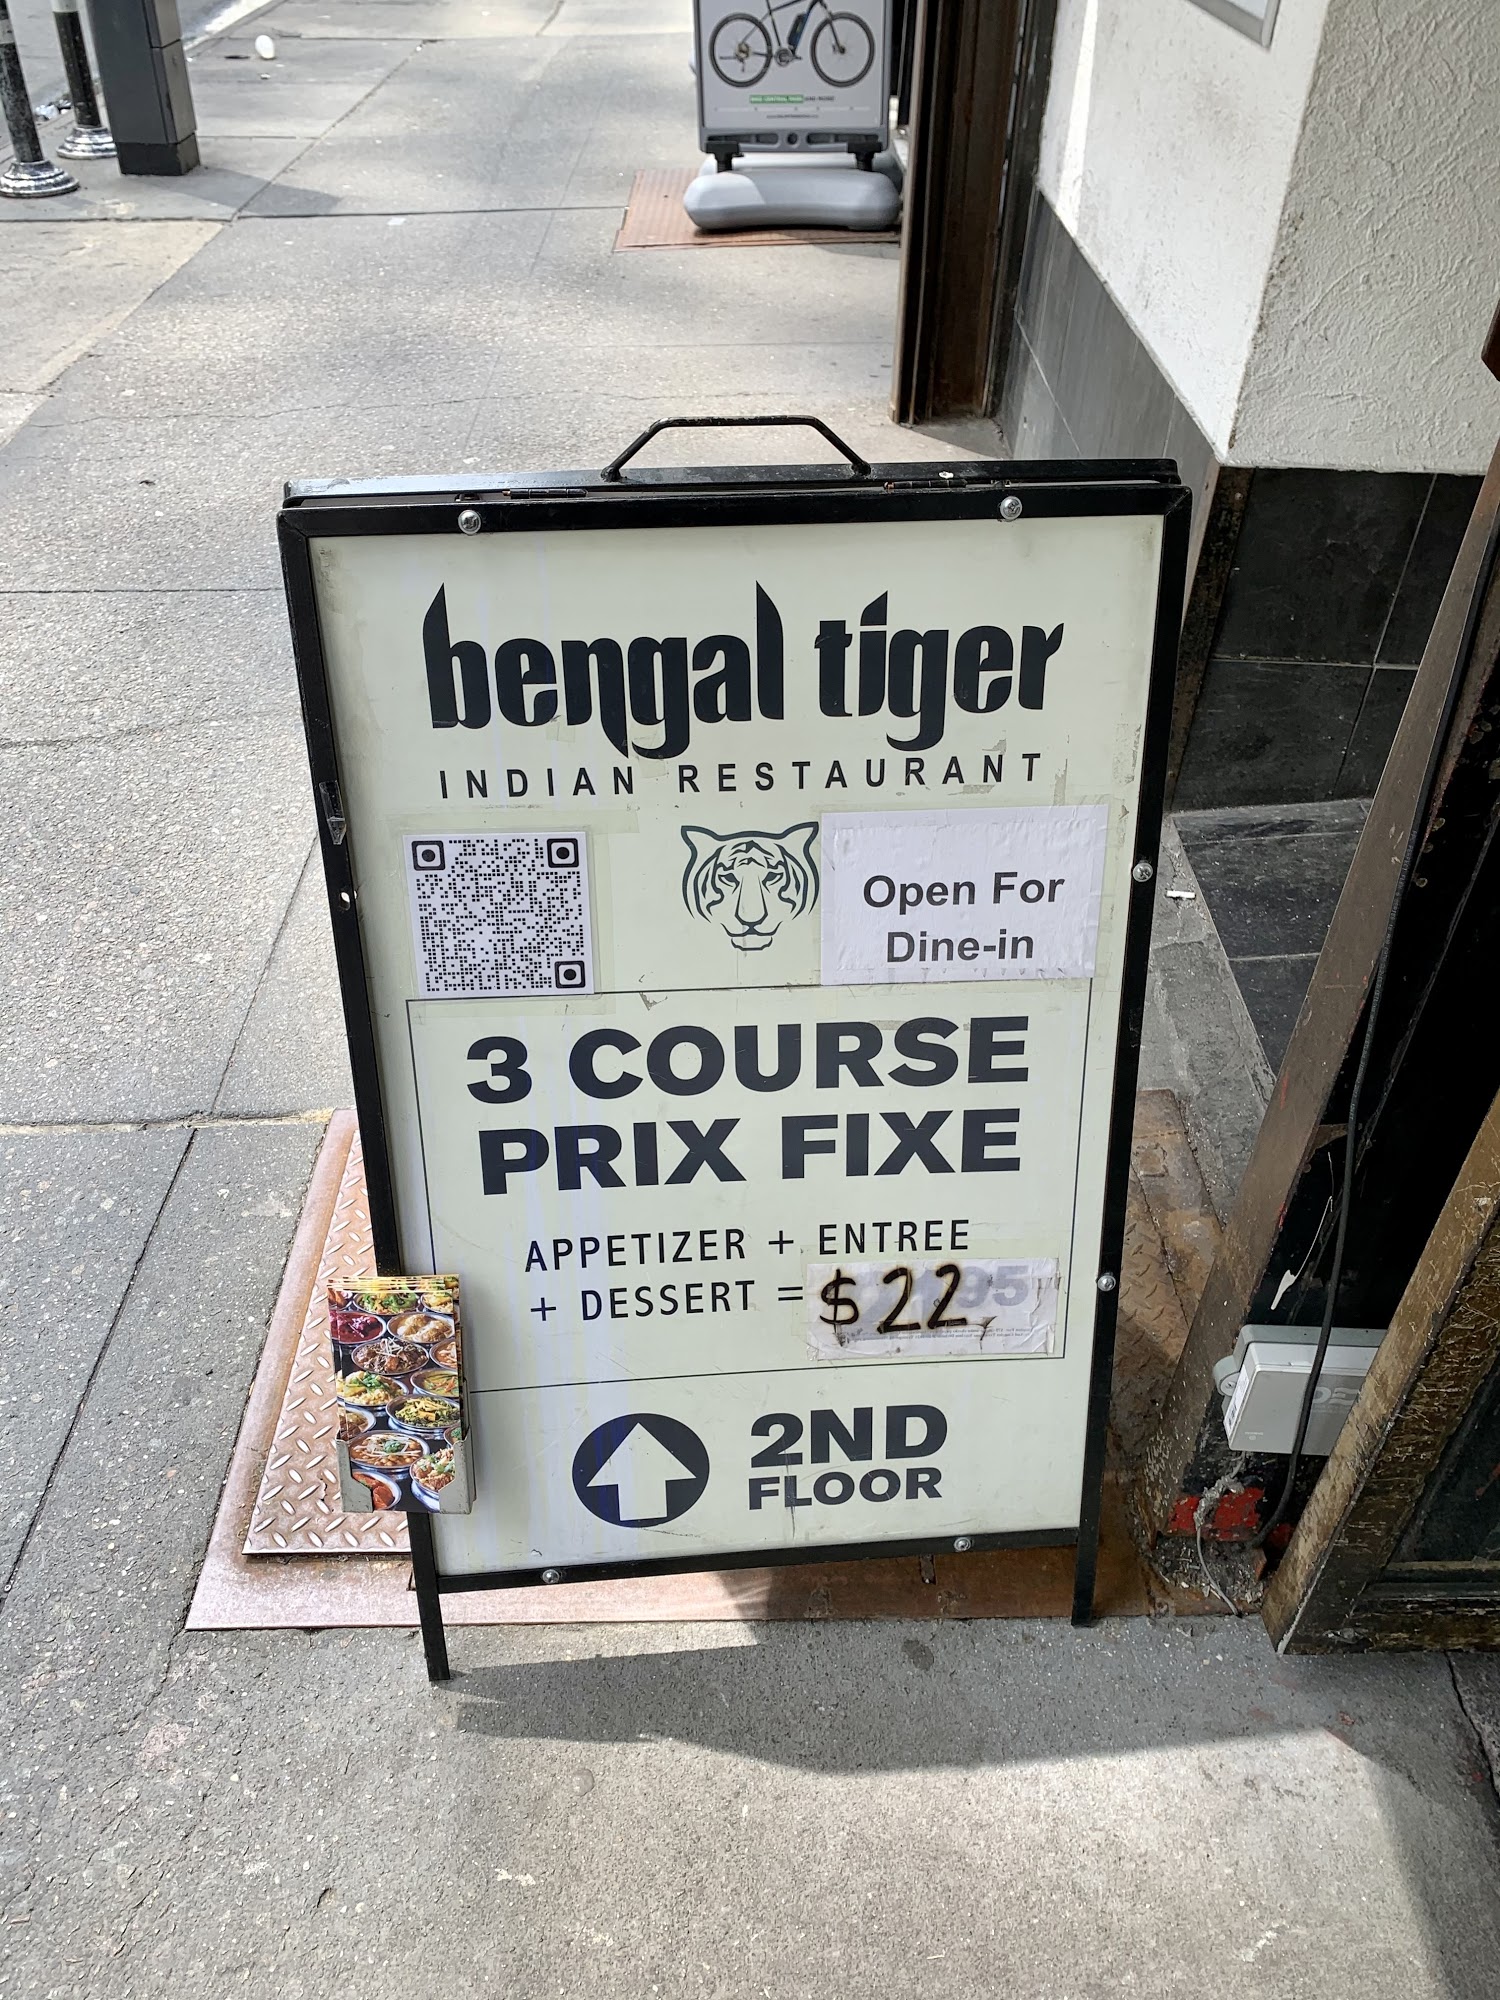 bengal tiger
INDIAN RESTAURANT
Open For
Dine-in
3 COURSE
PRIX FIXE
APPETIZER + ENTREE
+ DESSERT = $22
2ND
FLOOR